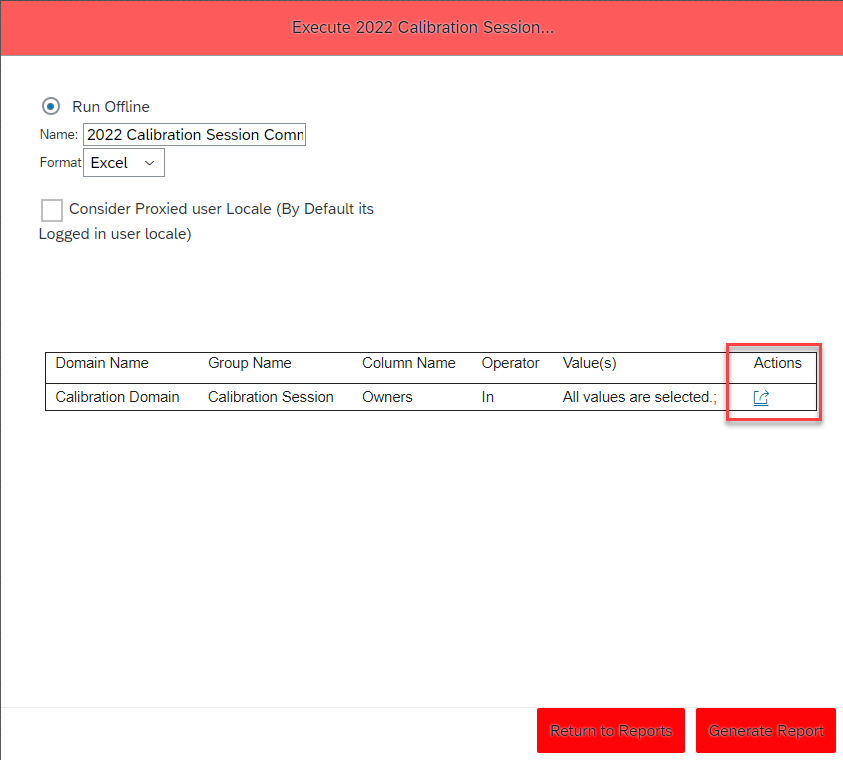 Execute 2022 Calibration Session...
Run Offline
Name: 2022 Calibration Session Comm
Format Excel
Consider Proxied user Locale (By Default its
Logged in user locale)
Domain Name Group Name Column Name Operator Value(s) Actions
Calibration Domain Calibration Session Owners In All values are selected.;
Return to Reports Generate Report